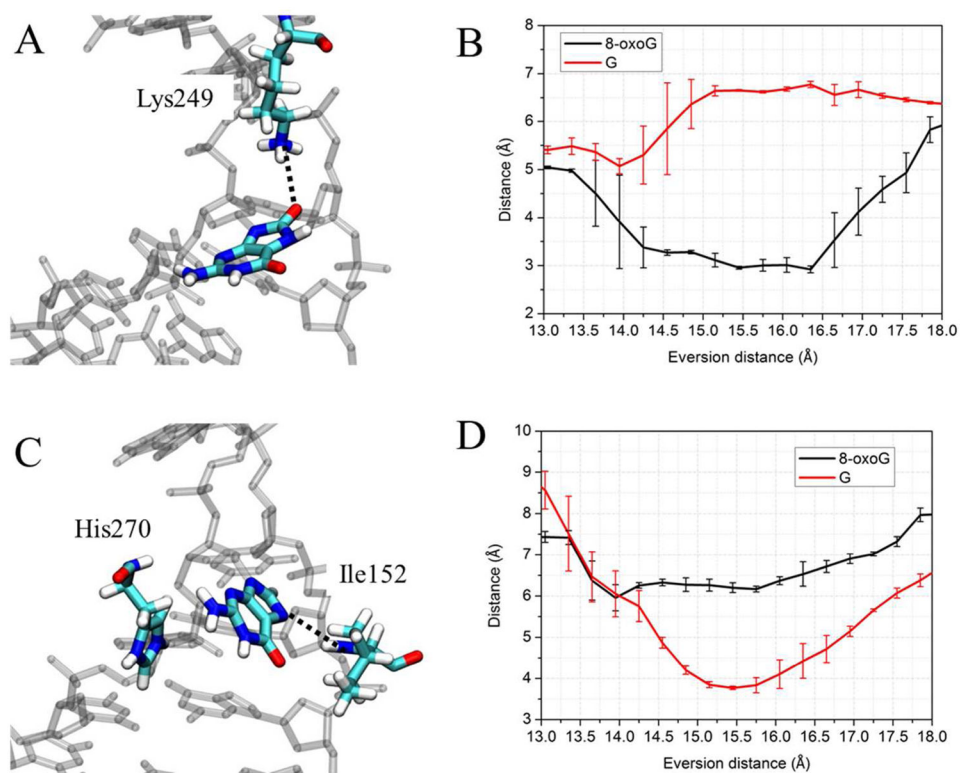 A
Lys249
B
8-oxoG
G
Distance (Å)
7
6
5
4
3
2
13.0 13.5 14.0 14.5 15.0 15.5 16.0 16.5 17.0 17.5 18.0
Eversion distance (Å)
C
His270
Ile152
D
8-oxoG
G
Distance (Å)
10
9
8
7
6
5
4
3
13.0 13.5 14.0 14.5 15.0 15.5 16.0 16.5 17.0 17.5 18.0
Eversion distance (Å)